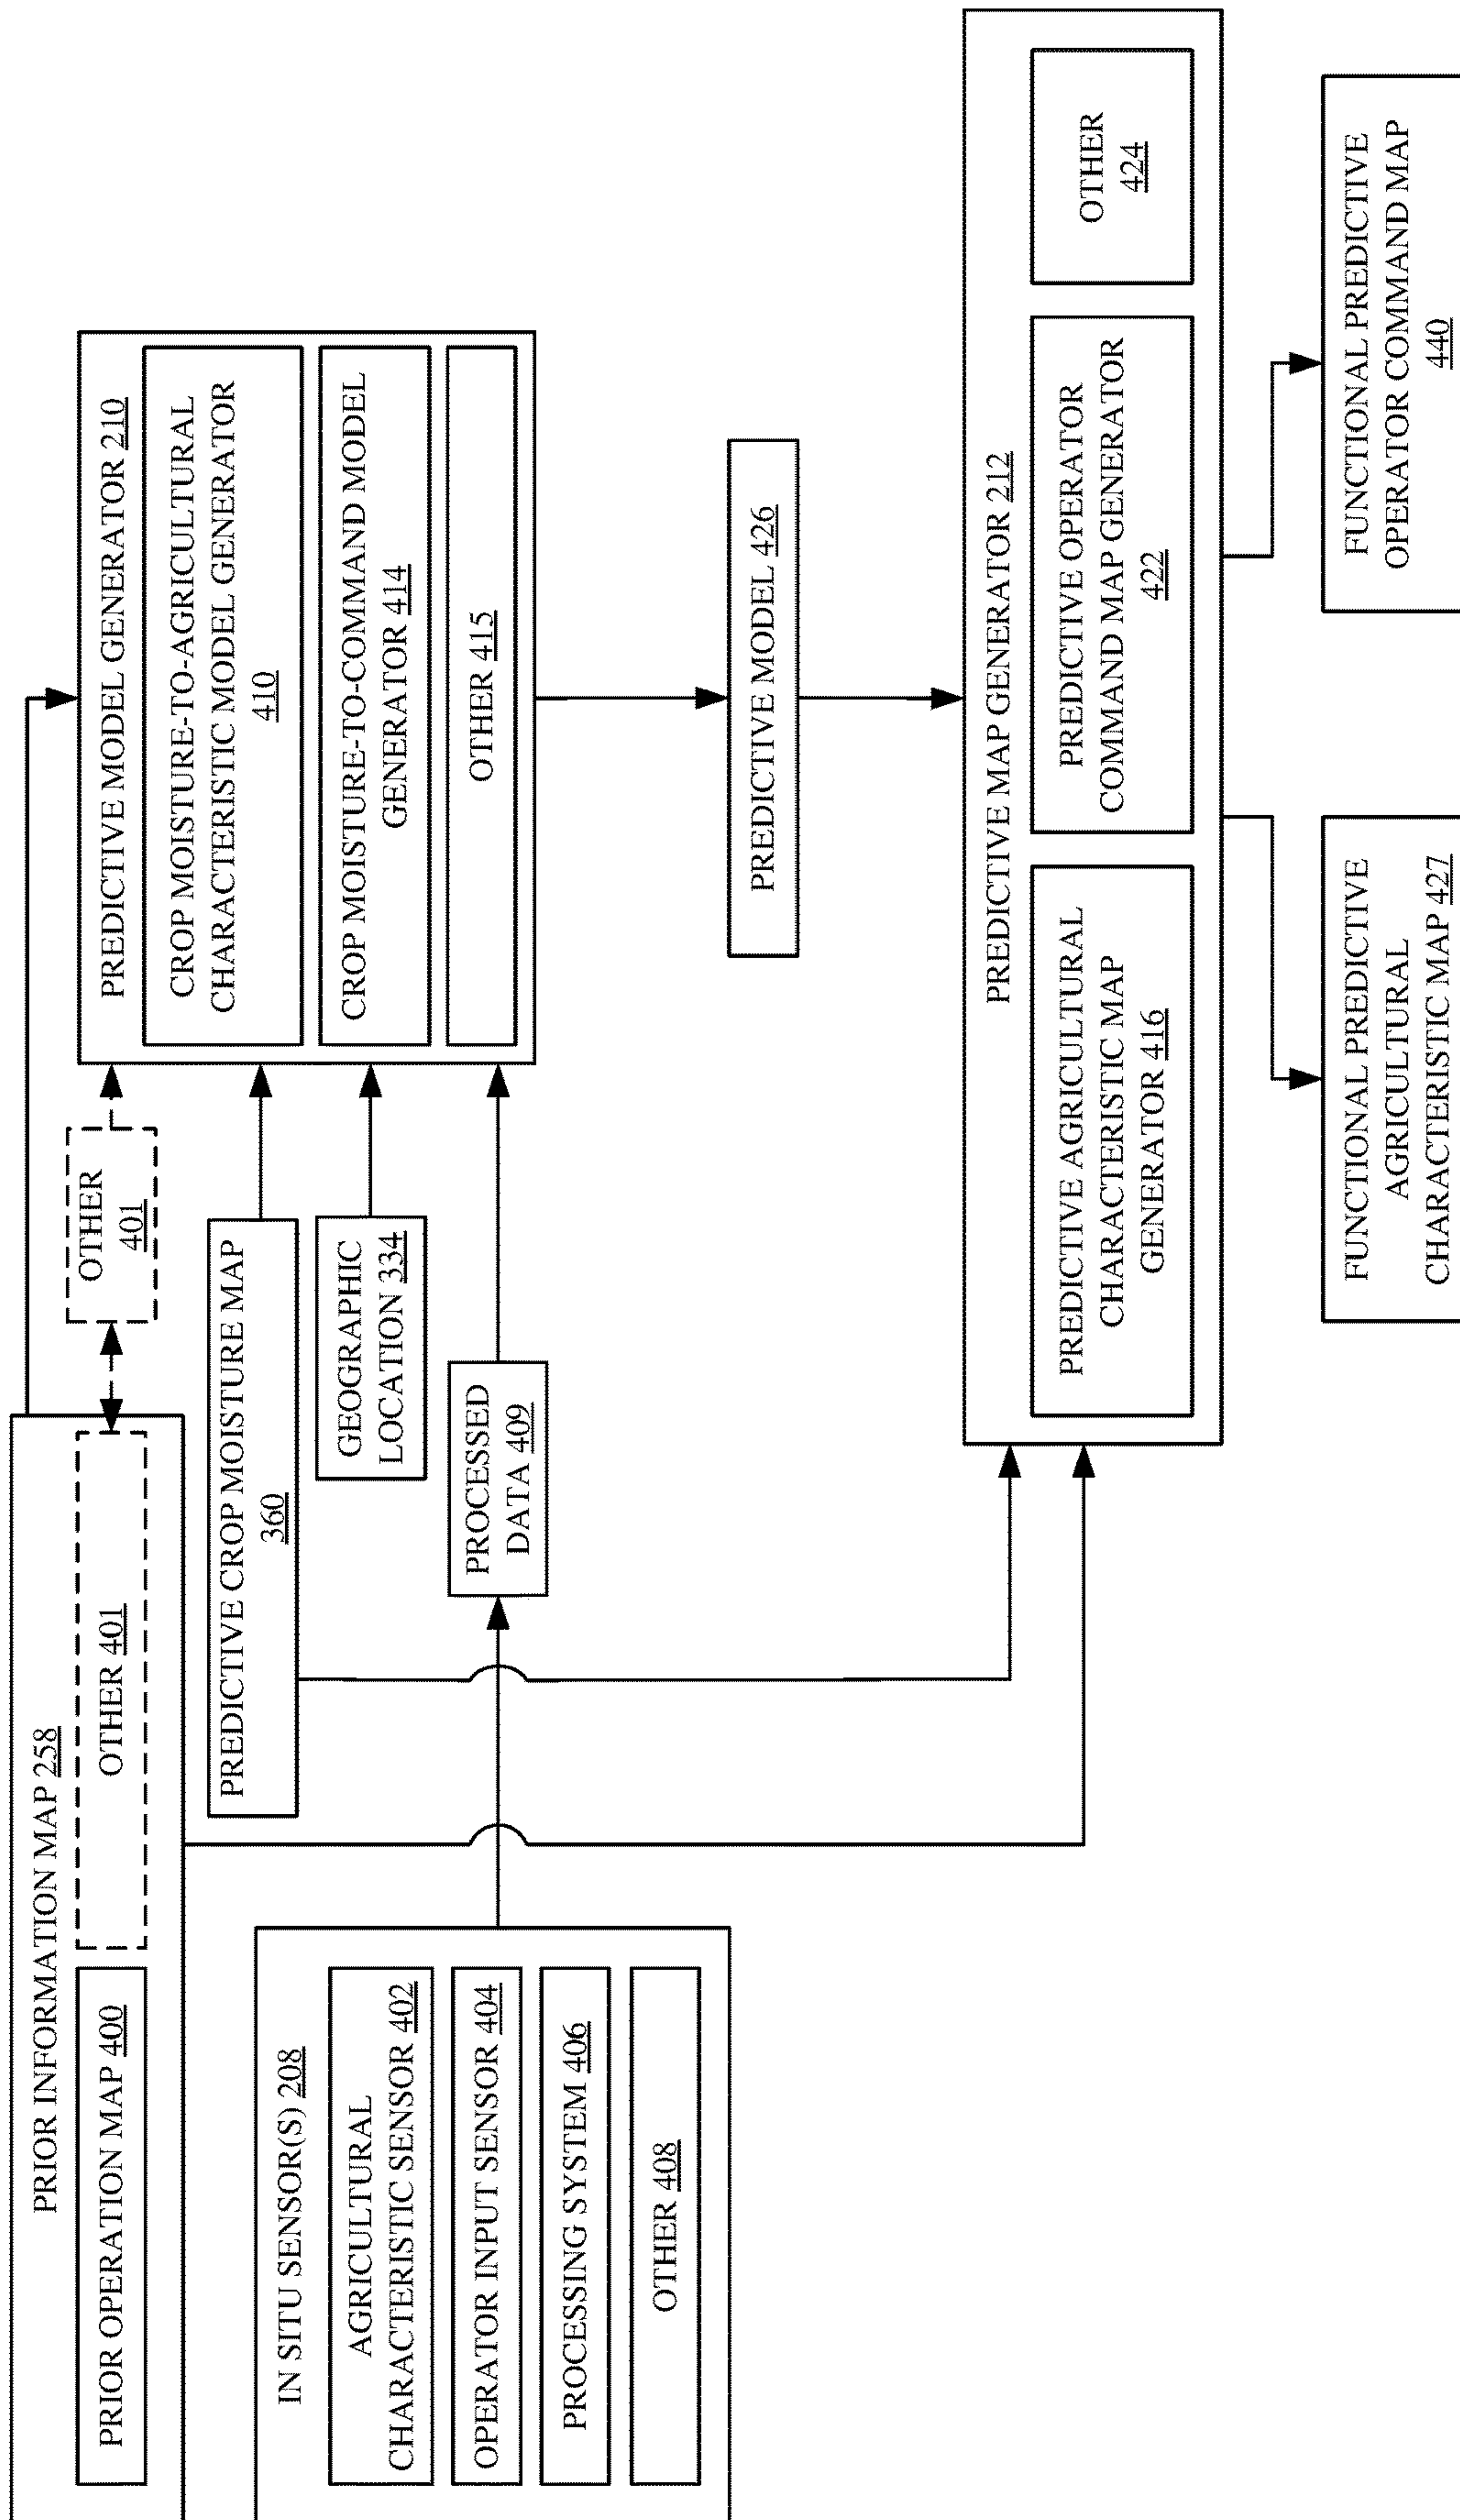 PRIOR INFORMATION MAP 258
PRIOR OPERATION MAP 400
OTHER 401
OTHER
401
PREDICTIVE CROP MOISTURE MAP
360
GEOGRAPHIC
LOCATION 334
PROCESSED
DATA 409
IN SITU SENSOR(S) 208
AGRICULTURAL
CHARACTERISTIC SENSOR 402
OPERATOR INPUT SENSOR 404
PROCESSING SYSTEM 406
OTHER 408
PREDICTIVE MODEL GENERATOR 210
CROP MOISTURE-TO-AGRICULTURAL
CHARACTERISTIC MODEL GENERATOR
410
CROP MOISTURE-TO-COMMAND MODEL
GENERATOR 414
OTHER 415
PREDICTIVE MODEL 426
PREDICTIVE MAP GENERATOR 212
PREDICTIVE AGRICULTURAL
CHARACTERISTIC MAP
GENERATOR 416
PREDICTIVE OPERATOR
COMMAND MAP GENERATOR
422
OTHER
424
FUNCTIONAL PREDICTIVE
AGRICULTURAL
CHARACTERISTIC MAP 427
FUNCTIONAL PREDICTIVE
OPERATOR COMMAND MAP
440